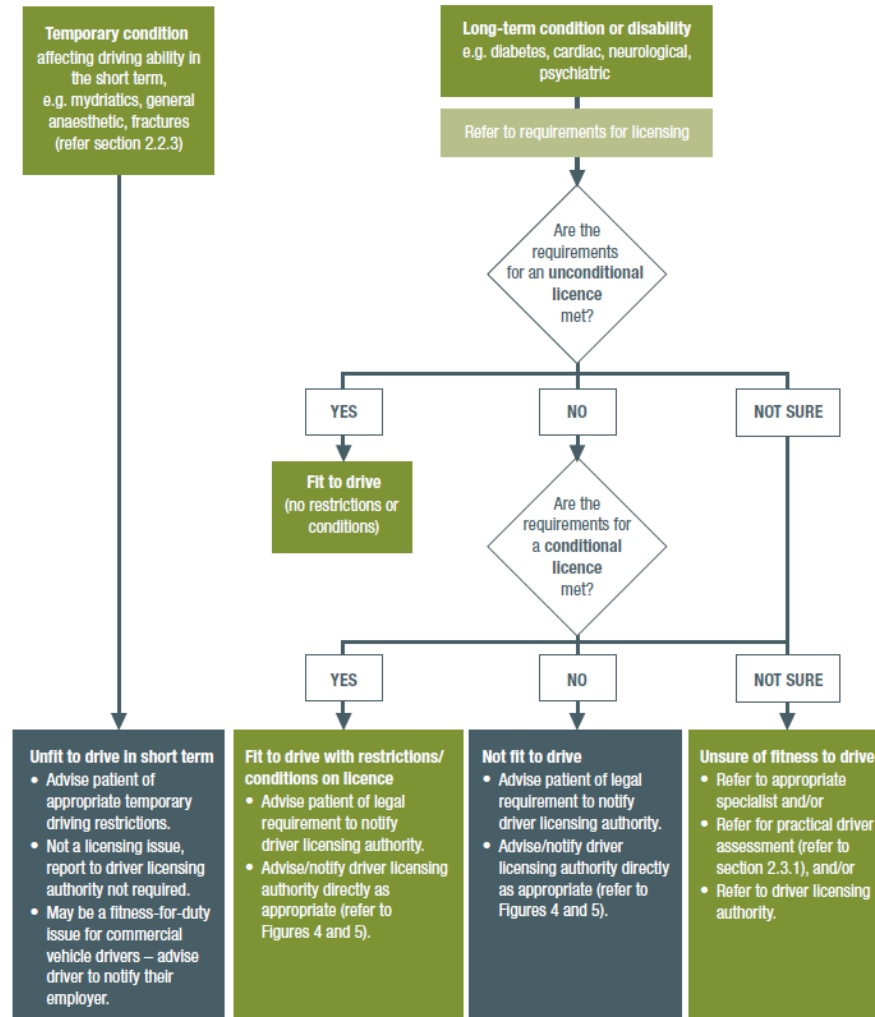 Temporary condition
affecting driving ability in
the short term,
e.g. mydriatics, general
anaesthetic, fractures
(refer section 2.2.3)
Long-term condition or disability
e.g. diabetes, cardiac, neurological,
psychiatric
Refer to requirements for licensing
Are the
requirements
for an unconditional
licence
met?
YES
NO
NOT SURE
Fit to drive
(no restrictions or
conditions)
Are the
requirements for
a conditional
licence
met?
YES
NO
NOT SURE
Unfit to drive in short term
• Advise patient of
appropriate temporary
driving restrictions.
• Not a licensing issue,
report to driver licensing
authority not required.
• May be a fitness-for-duty
issue for commercial
vehicle drivers – advise
driver to notify their
employer.
Fit to drive with restrictions/
conditions on licence
• Advise patient of legal
requirement to notify
driver licensing authority.
• Advise/notify driver licensing
authority directly as
appropriate (refer to
Figures 4 and 5).
Not fit to drive
• Advise patient of legal
requirement to notify
driver licensing authority.
• Advise/notify driver
licensing authority directly
as appropriate (refer to
Figures 4 and 5).
Unsure of fitness to drive
• Refer to appropriate
specialist and/or
• Refer for practical driver
assessment (refer to
section 2.3.1), and/or
• Refer to driver licensing
authority.